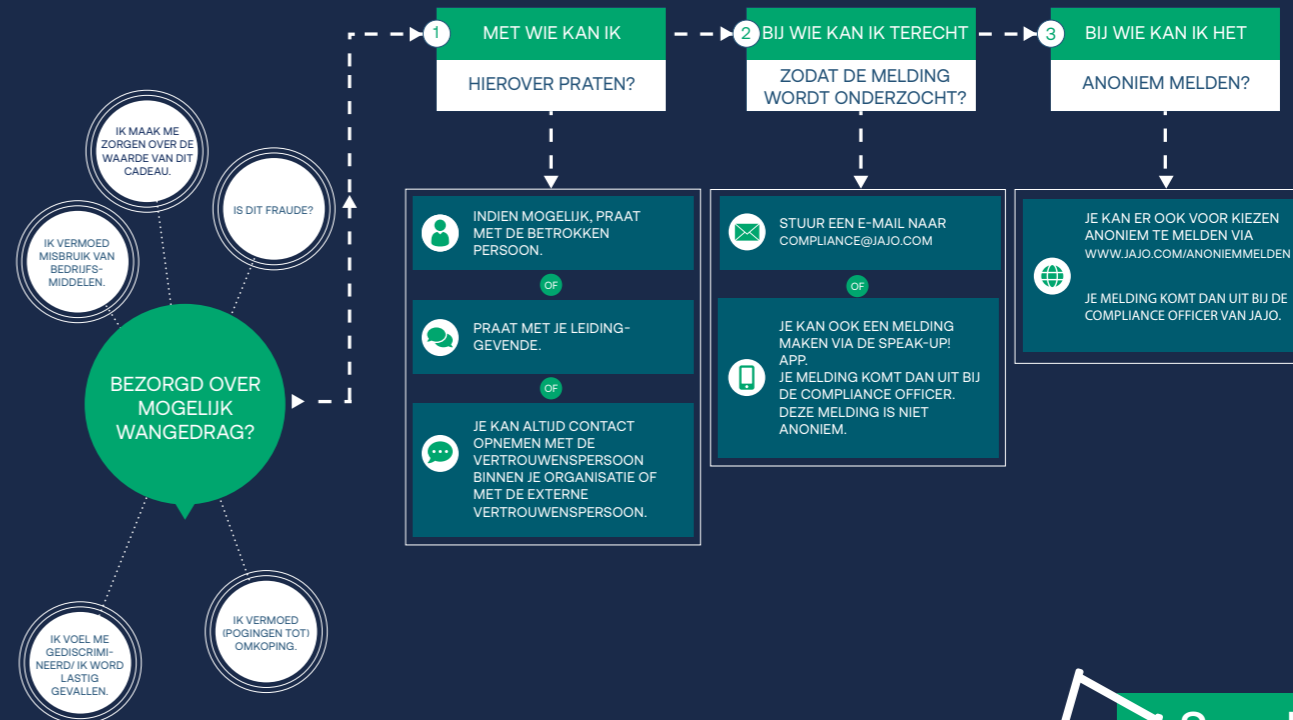 BEZORGD OVER
MOGELIJK
WANGEDRAG?
IK MAAK ME
ZORGEN OVER DE
WAARDE VAN DIT
CADEAU.
IS DIT FRAUDE?
IK VERMOED
MISBRUIK VAN
BEDRIJFS-
MIDDELEN.
IK VOEL ME
GEDISCRIMI-
NEERD/ IK WORD
LASTIG
GEVALLEN.
IK VERMOED
(POGINGEN TOT)
OMKOPING.
1 MET WIE KAN IK
HIEROVER PRATEN?
INDIEN MOGELIJK, PRAAT
MET DE BETROKKEN
PERSOON.
OF
PRAAT MET JE LEIDING-
GEVENDE.
OF
JE KAN ALTIJD CONTACT
OPNEMEN MET DE
VERTROUWENSPERSOON
BINNEN JE ORGANISATIE OF
MET DE EXTERNE
VERTROUWENSPERSOON.
2 BIJ WIE KAN IK TERECHT
ZODAT DE MELDING
WORDT ONDERZOCHT?
STUUR EEN E-MAIL NAAR
COMPLIANCE@JAJO.COM
OF
JE KAN OOK EEN MELDING
MAKEN VIA DE SPEAK-UP!
APP.
JE MELDING KOMT DAN UIT BIJ
DE COMPLIANCE OFFICER.
DEZE MELDING IS NIET
ANONIEM.
3 BIJ WIE KAN IK HET
ANONIEM MELDEN?
JE KAN ER OOK VOOR KIEZEN
ANONIEM TE MELDEN VIA
WWW.JAJO.COM/ANONIEMMELDEN
JE MELDING KOMT DAN UIT BIJ DE
COMPLIANCE OFFICER VAN JAJO.